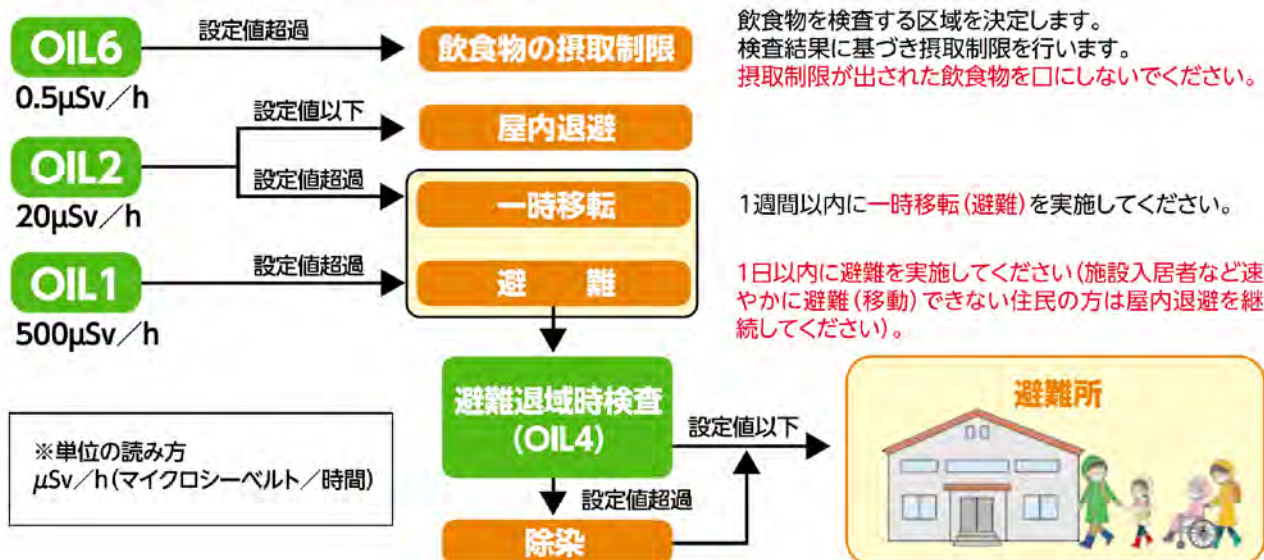 OIL6
0.5μSv／h
設定値超過
飲食物の摂取制限
飲食物を検査する区域を決定します。
検査結果に基づき摂取制限を行います。
摂取制限が出された飲食物を口にしないでください。
OIL2
20μSv／h
設定値以下
屋内退避
設定値超過
一時移転
1週間以内に一時移転(避難)を実施してください。
OIL1
500μSv／h
設定値超過
避　難
1日以内に避難を実施してください(施設入居者など速
やかに避難(移動)できない住民の方は屋内退避を継
続してください)。
避難退域時検査
(OIL4)
設定値以下
避難所
設定値超過
除染
※単位の読み方
μSv／h(マイクロシーベルト／時間)